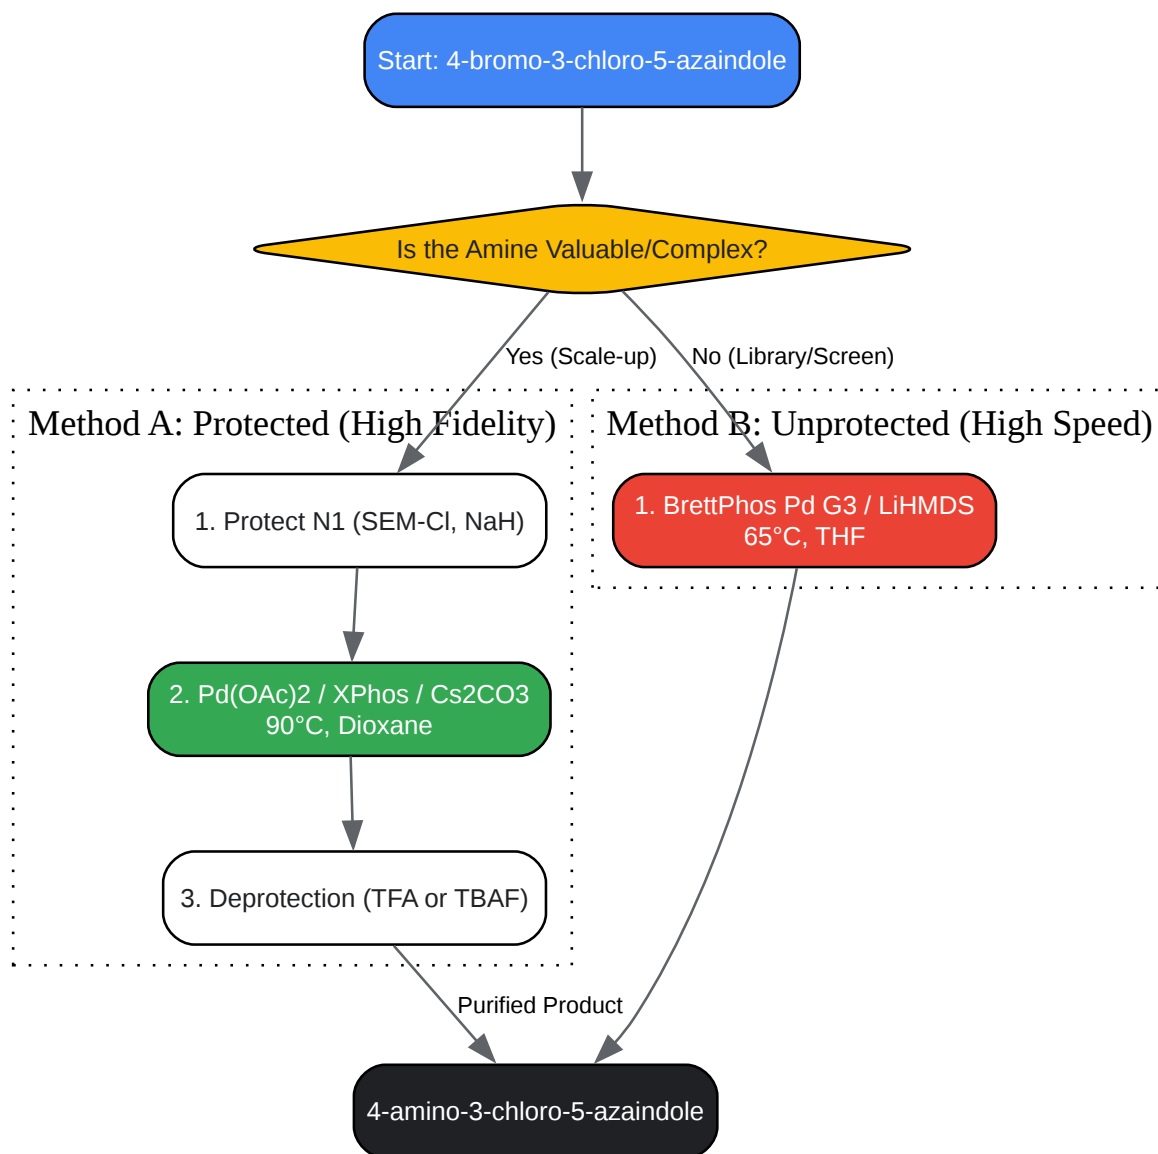 Start: 4-bromo-3-chloro-5-azaindole
Is the Amine Valuable/Complex?
Yes (Scale-up)
No (Library/Screen)
Method A: Protected (High Fidelity)
1. Protect N1 (SEM-Cl, NaH)
2. Pd(OAc)2 / XPhos / Cs2CO3
90°C, Dioxane
3. Deprotection (TFA or TBAF)
Method B: Unprotected (High Speed)
1. BrettPhos Pd G3 / LiHMDS
65°C, THF
Purified Product
4-amino-3-chloro-5-azaindole